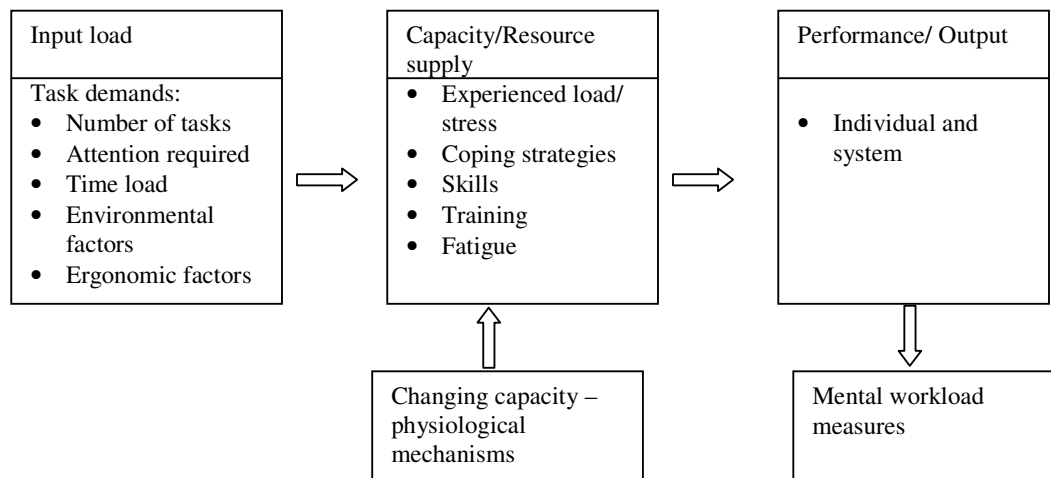 Input load
Task demands:
• Number of tasks
• Attention required
• Time load
• Environmental
factors
• Ergonomic factors
Capacity/Resource
supply
• Experienced load/
stress
• Coping strategies
• Skills
• Training
• Fatigue
Performance/ Output
• Individual and
system
Changing capacity –
physiological
mechanisms
Mental workload
measures